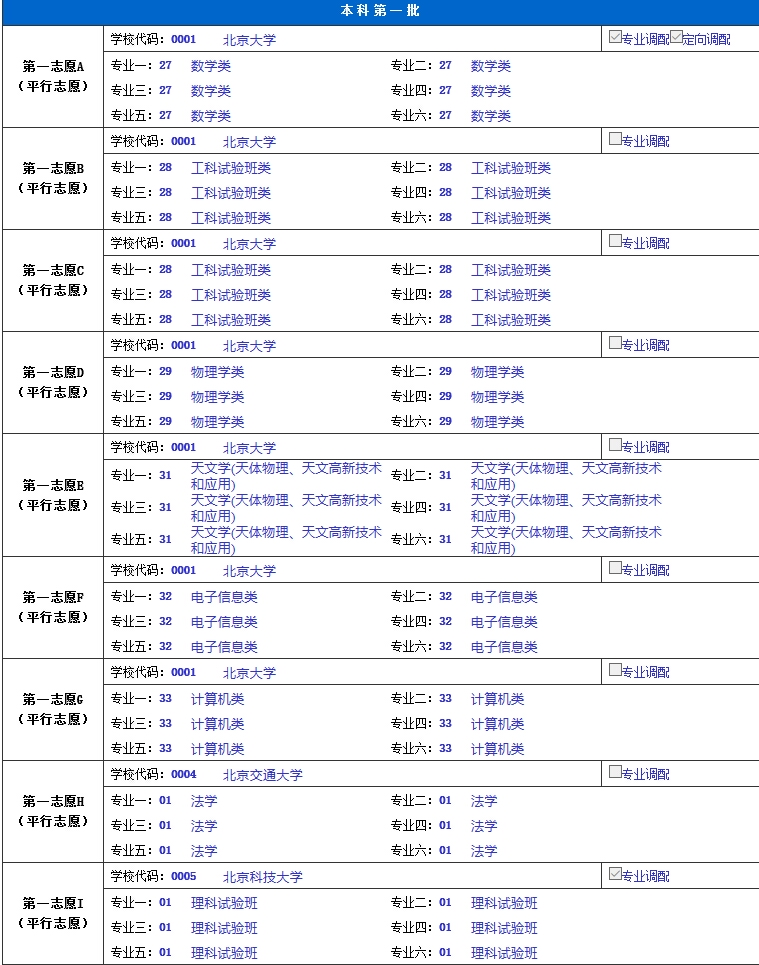 本科第一批
学校代码：0001 北京大学 专业调配 定向调配
第一志愿A
（平行志愿）
专业一：27 数学类 专业二：27 数学类
专业三：27 数学类 专业四：27 数学类
专业五：27 数学类 专业六：27 数学类
学校代码：0001 北京大学 专业调配
第一志愿B
（平行志愿）
专业一：28 工科试验班类 专业二：28 工科试验班类
专业三：28 工科试验班类 专业四：28 工科试验班类
专业五：28 工科试验班类 专业六：28 工科试验班类
学校代码：0001 北京大学 专业调配
第一志愿C
（平行志愿）
专业一：28 工科试验班类 专业二：28 工科试验班类
专业三：28 工科试验班类 专业四：28 工科试验班类
专业五：28 工科试验班类 专业六：28 工科试验班类
学校代码：0001 北京大学 专业调配
第一志愿D
（平行志愿）
专业一：29 物理学类 专业二：29 物理学类
专业三：29 物理学类 专业四：29 物理学类
专业五：29 物理学类 专业六：29 物理学类
学校代码：0001 北京大学 专业调配
第一志愿E
（平行志愿）
专业一：31 天文学(天体物理、天文高新技术和应用) 专业二：31 天文学(天体物理、天文高新技术和应用)
专业三：31 天文学(天体物理、天文高新技术和应用) 专业四：31 天文学(天体物理、天文高新技术和应用)
专业五：31 天文学(天体物理、天文高新技术和应用) 专业六：31 天文学(天体物理、天文高新技术和应用)
学校代码：0001 北京大学 专业调配
第一志愿F
（平行志愿）
专业一：32 电子信息类 专业二：32 电子信息类
专业三：32 电子信息类 专业四：32 电子信息类
专业五：32 电子信息类 专业六：32 电子信息类
学校代码：0001 北京大学 专业调配
第一志愿G
（平行志愿）
专业一：33 计算机类 专业二：33 计算机类
专业三：33 计算机类 专业四：33 计算机类
专业五：33 计算机类 专业六：33 计算机类
学校代码：0004 北京交通大学 专业调配
第一志愿H
（平行志愿）
专业一：01 法学 专业二：01 法学
专业三：01 法学 专业四：01 法学
专业五：01 法学 专业六：01 法学
学校代码：0005 北京科技大学 专业调配
第一志愿I
（平行志愿）
专业一：01 理科试验班 专业二：01 理科试验班
专业三：01 理科试验班 专业四：01 理科试验班
专业五：01 理科试验班 专业六：01 理科试验班